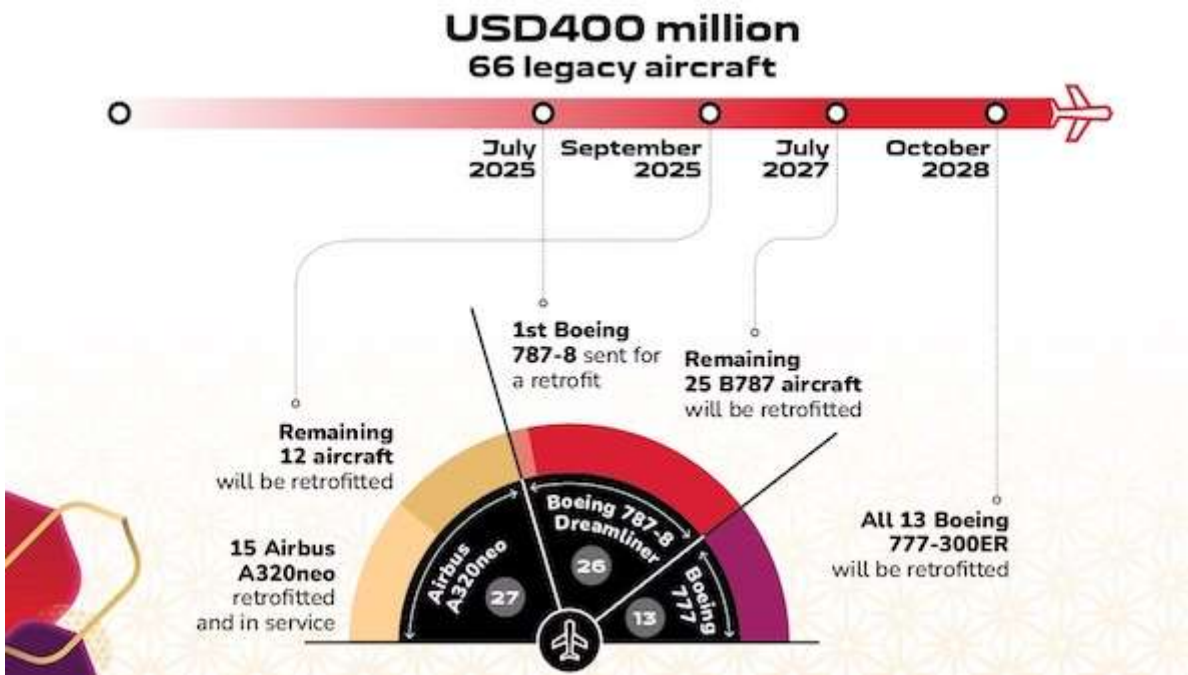 USD400 million
66 legacy aircraft
July
2025
September
2025
July
2027
October
2028
1st Boeing
787-8 sent for
a retrofit
Remaining
25 B787 aircraft
will be retrofitted
Remaining
12 aircraft
will be retrofitted
15 Airbus
A320neo
retrofitted
and in service
All 13 Boeing
777-300ER
will be retrofitted
Airbus
A320neo
27
Boeing 787-8
Dreamliner
26
Boeing
777
13